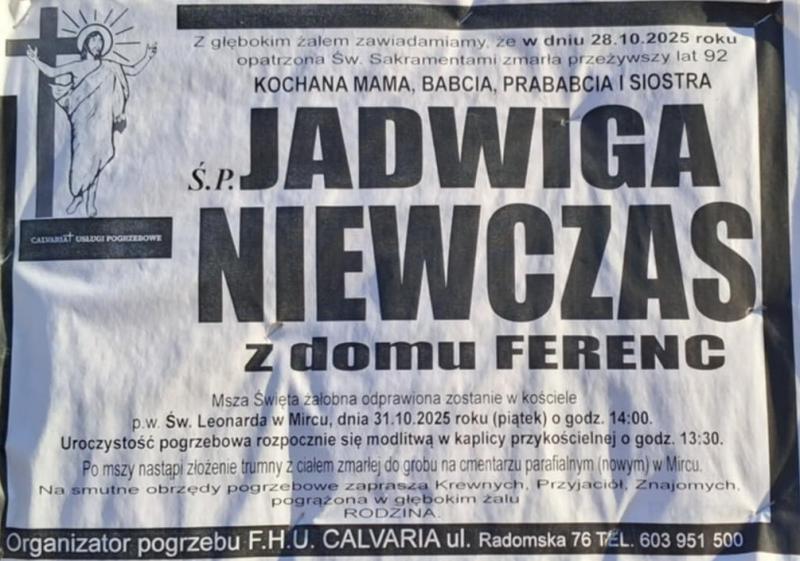 Z głębokim żalem zawiadamiamy, że w dniu 28.10.2025 roku
opatrzona Św. Sakramentami zmarła przeżywszy lat 92
KOCHANA MAMA, BABCIA, PRABABCIA I SIOSTRA
Ś.P. JADWIGA
NIEWCZAS
z domu FERENC
CALVARIA USŁUGI POGRZEBOWE
Msza Święta żałobna odprawiona zostanie w kościele
p.w. Św. Leonarda w Mircu, dnia 31.10.2025 roku (piątek) o godz. 14:00.
Uroczystość pogrzebowa rozpocznie się modlitwą w kaplicy przykościelnej o godz. 13:30.
Po mszy nastąpi złożenie trumny z ciałem zmarłej do grobu na cmentarzu parafialnym (nowym) w Mircu.
Na smutne obrzędy pogrzebowe zaprasza Krewnych, Przyjaciół, Znajomych,
pogrążona w głębokim żalu
RODZINA.
Organizator pogrzebu F.H.U. CALVARIA ul. Radomska 76 TEL. 603 951 500